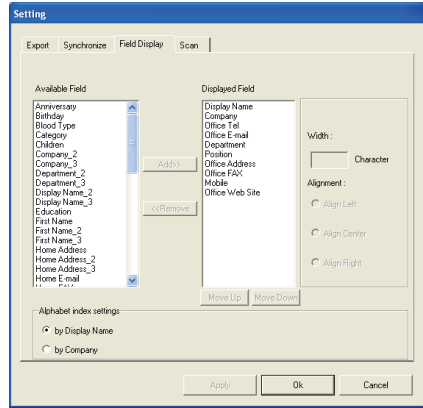 Setting
Export Synchronize Field Display Scan
Available Field
Displayed Field
Anniversary
Birthday
Blood Type
Category
Children
Company_2
Company_3
Department_2
Department_3
Display Name_2
Display Name_3
Education
First Name
First Name_2
First Name_3
Home Address
Home Address_2
Home Address_3
Home E-mail
Add>>
<<Remove
Display Name
Company
Office Tel
Office E-mail
Department
Position
Office Address
Office FAX
Mobile
Office Web Site
Width :
Character
Alignment :
Align Left
Align Center
Align Right
Move Up Move Down
Alphabet index settings
by Display Name
by Company
Apply Ok Cancel